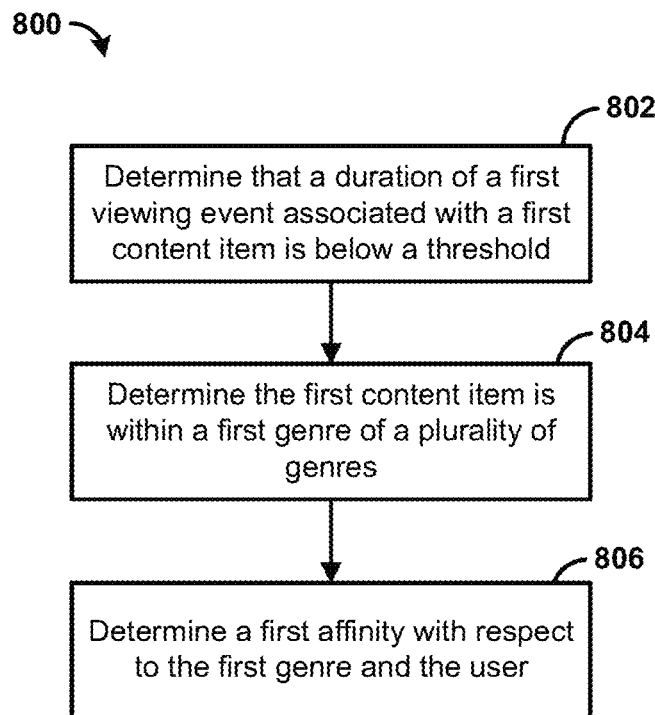 800
802
Determine that a duration of a first
viewing event associated with a first
content item is below a threshold
804
Determine the first content item is
within a first genre of a plurality of
genres
806
Determine a first affinity with respect
to the first genre and the user